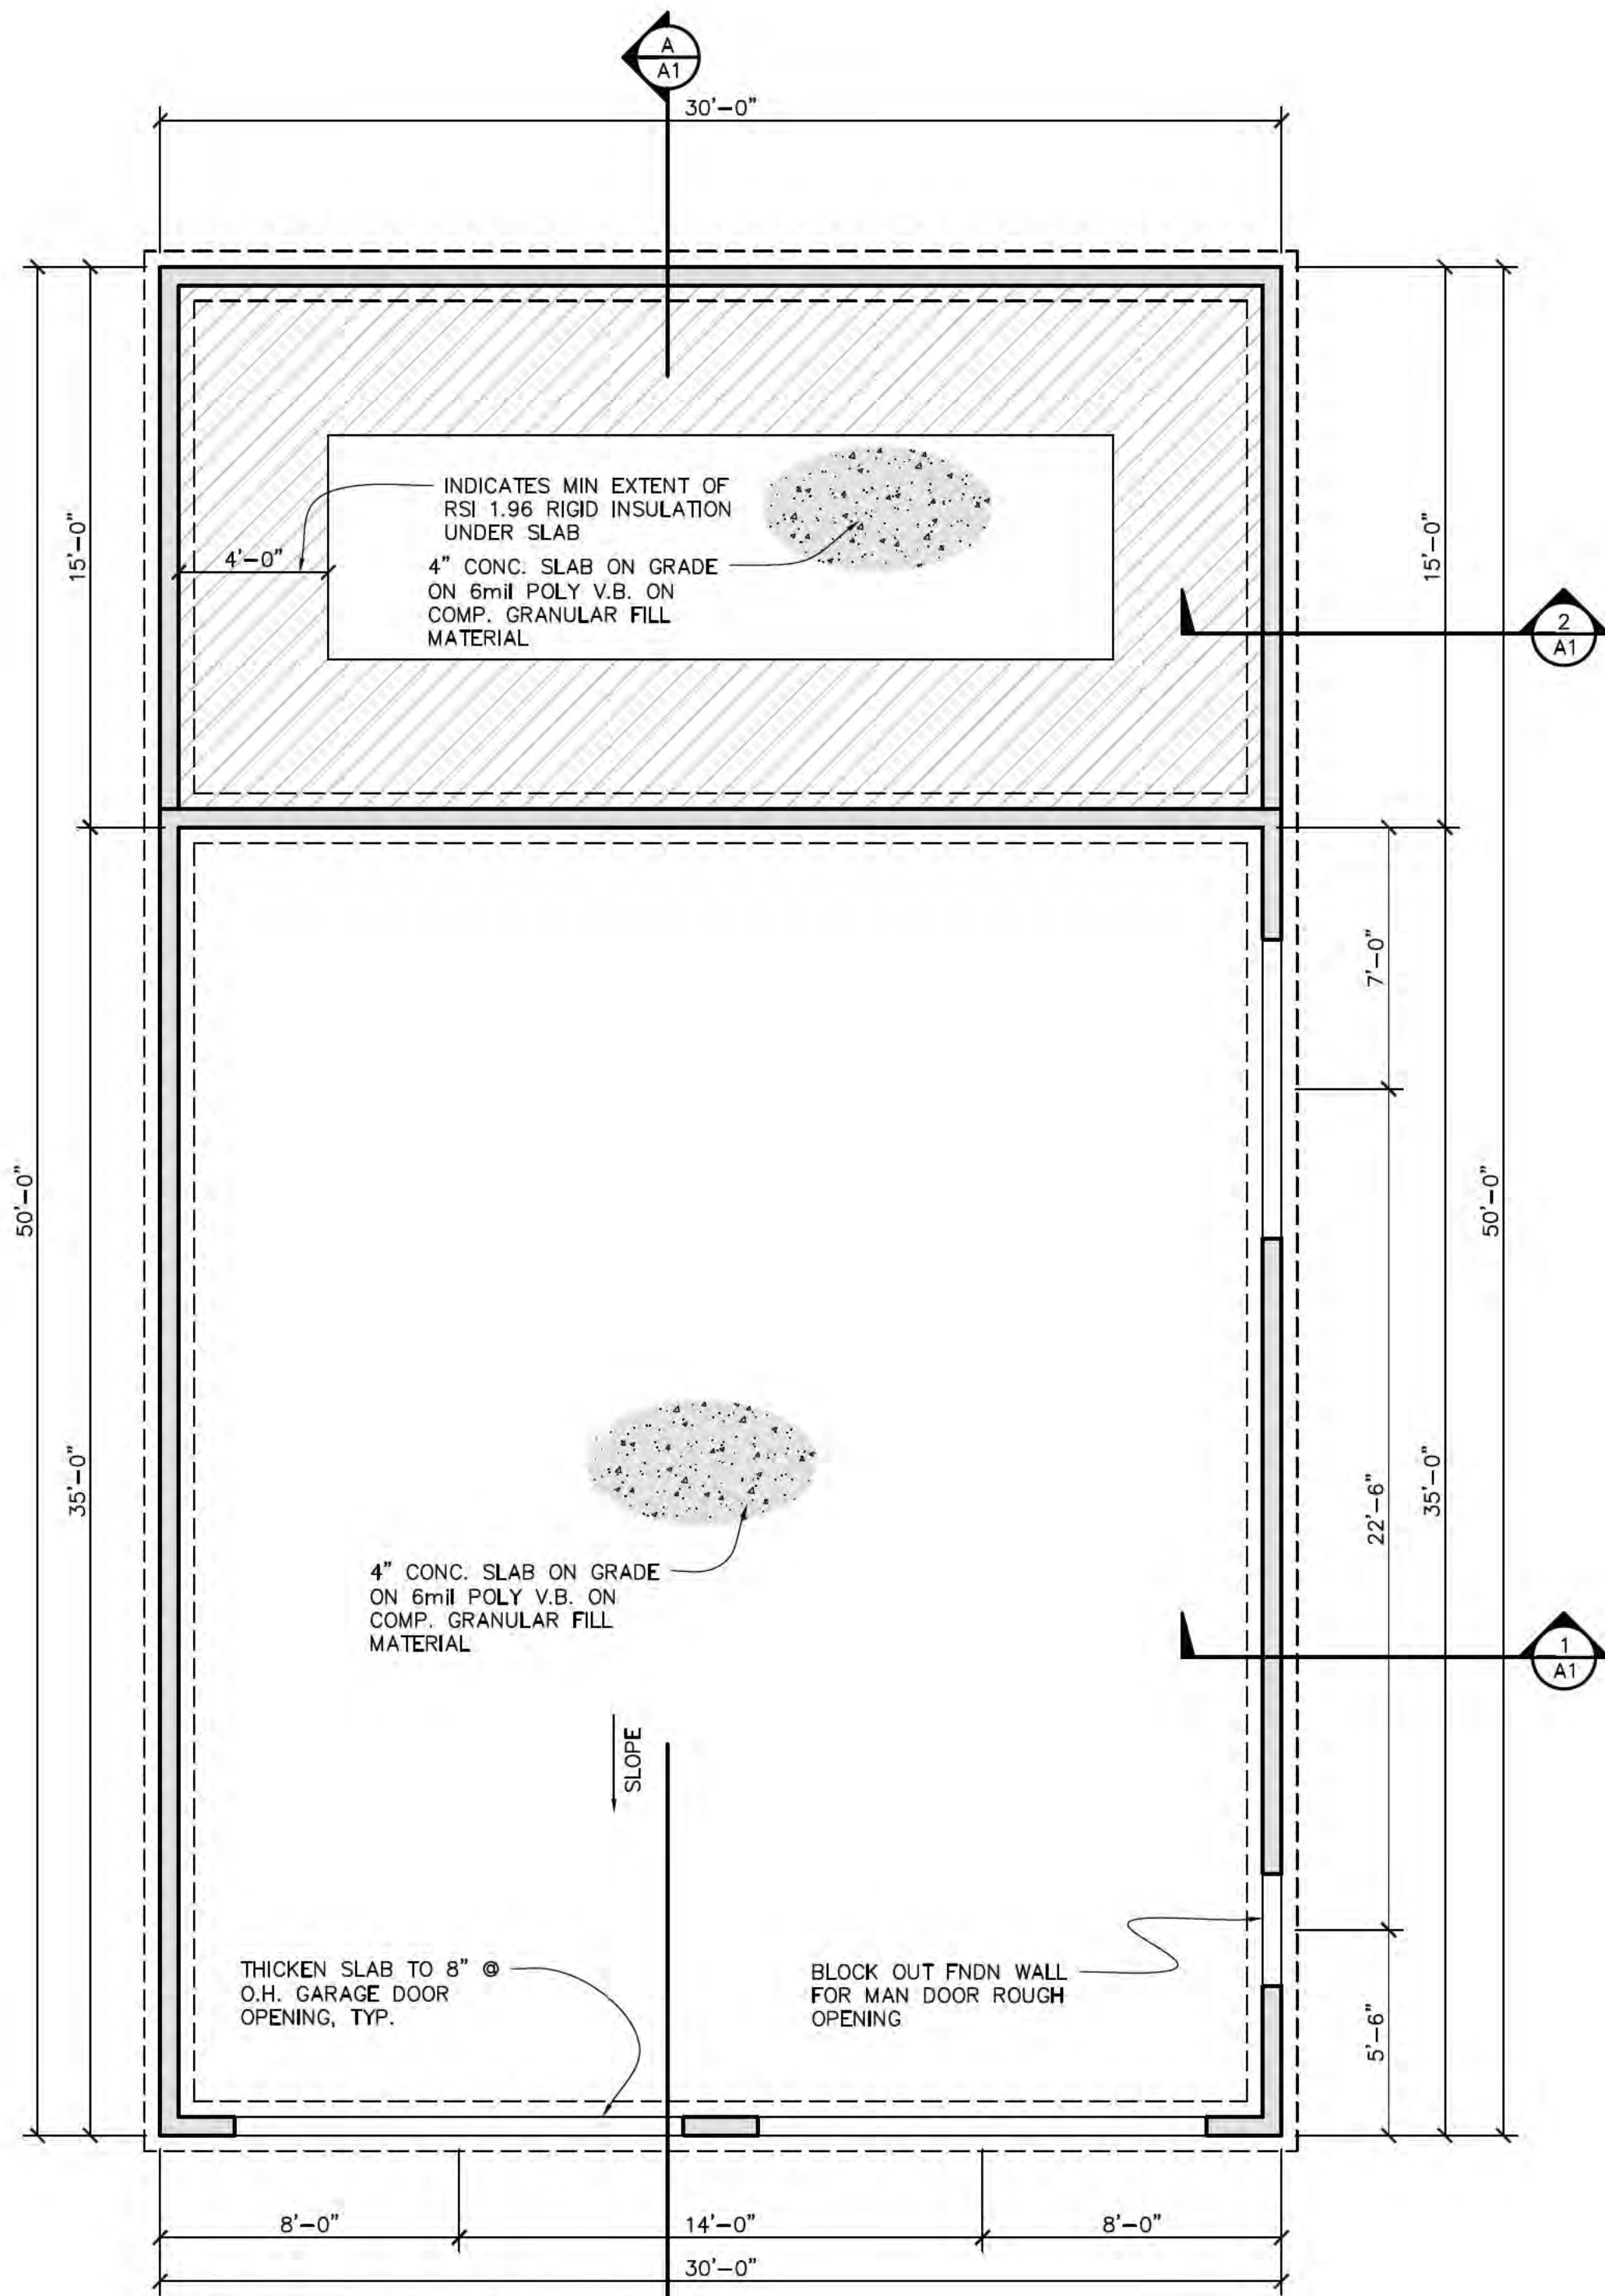 A
A1
30'-0"
INDICATES MIN EXTENT OF
RSI 1.96 RIGID INSULATION
UNDER SLAB
4'-0"
4" CONC. SLAB ON GRADE
ON 6mil POLY V.B. ON
COMP. GRANULAR FILL
MATERIAL
15'-0"
15'-0"
2
A1
7'-0"
50'-0"
50'-0"
35'-0"
22'-6"
35'-0"
4" CONC. SLAB ON GRADE
ON 6mil POLY V.B. ON
COMP. GRANULAR FILL
MATERIAL
1
A1
SLOPE
THICKEN SLAB TO 8" @
O.H. GARAGE DOOR
OPENING, TYP.
BLOCK OUT FNDN WALL
FOR MAN DOOR ROUGH
OPENING
5'-6"
8'-0"
14'-0"
8'-0"
30'-0"